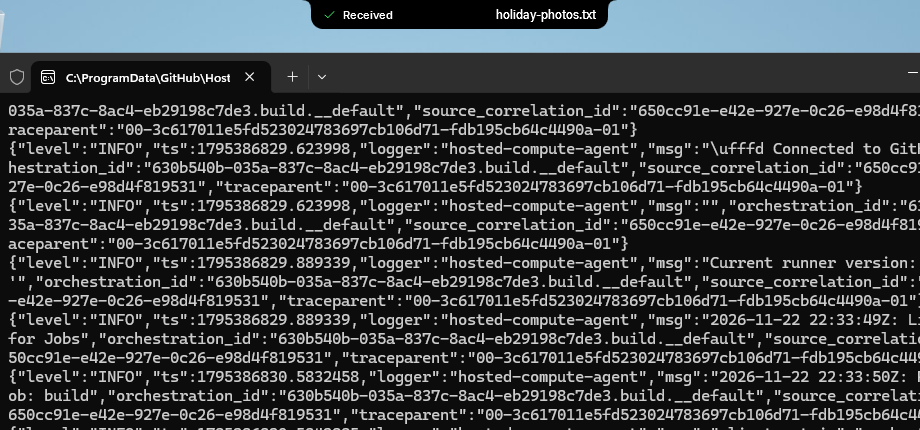 Received holiday-photos.txt
C:\ProgramData\GitHub\Host
035a-837c-8ac4-eb29198c7de3.build.__default","source_correlation_id":"650cc91e-e42e-927e-0c26-e98d4f81
raceparent":"00-3c617011e5fd523024783697cb106d71-fdb195cb64c4490a-01"}
{"level":"INFO","ts":1795386829.623998,"logger":"hosted-compute-agent","msg":"\ufffd Connected to GitH
hestration_id":"630b540b-035a-837c-8ac4-eb29198c7de3.build.__default","source_correlation_id":"650cc91
27e-0c26-e98d4f819531","traceparent":"00-3c617011e5fd523024783697cb106d71-fdb195cb64c4490a-01"}
{"level":"INFO","ts":1795386829.623998,"logger":"hosted-compute-agent","msg":"","orchestration_id":"63
35a-837c-8ac4-eb29198c7de3.build.__default","source_correlation_id":"650cc91e-e42e-927e-0c26-e98d4f819
aceparent":"00-3c617011e5fd523024783697cb106d71-fdb195cb64c4490a-01"}
{"level":"INFO","ts":1795386829.889339,"logger":"hosted-compute-agent","msg":"Current runner version:
'","orchestration_id":"630b540b-035a-837c-8ac4-eb29198c7de3.build.__default","source_correlation_id":"
-e42e-927e-0c26-e98d4f819531","traceparent":"00-3c617011e5fd523024783697cb106d71-fdb195cb64c4490a-01"
{"level":"INFO","ts":1795386829.889339,"logger":"hosted-compute-agent","msg":"2026-11-22 22:33:49Z: Li
for Jobs","orchestration_id":"630b540b-035a-837c-8ac4-eb29198c7de3.build.__default","source_correlatio
50cc91e-e42e-927e-0c26-e98d4f819531","traceparent":"00-3c617011e5fd523024783697cb106d71-fdb195cb64c449
{"level":"INFO","ts":1795386830.5832458,"logger":"hosted-compute-agent","msg":"2026-11-22 22:33:50Z: R
ob: build","orchestration_id":"630b540b-035a-837c-8ac4-eb29198c7de3.build.__default","source_correlati
650cc91e-e42e-927e-0c26-e98d4f819531","traceparent":"00-3c617011e5fd523024783697cb106d71-fdb195cb64c44